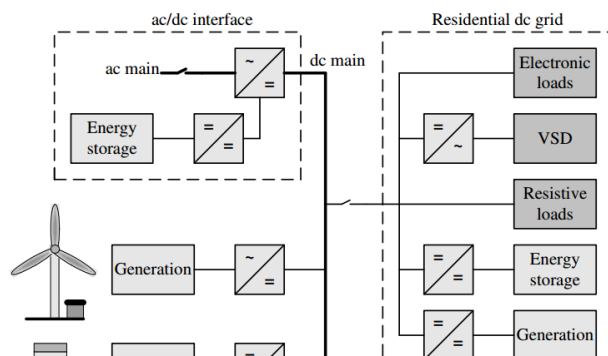 ac/dc interface
Residential dc grid
ac main
~
=
dc main
Electronic
loads
Energy
storage
=
=
=
~
VSD
Resistive
loads
Generation
~
=
=
=
Energy
storage
=
=
=
Generation